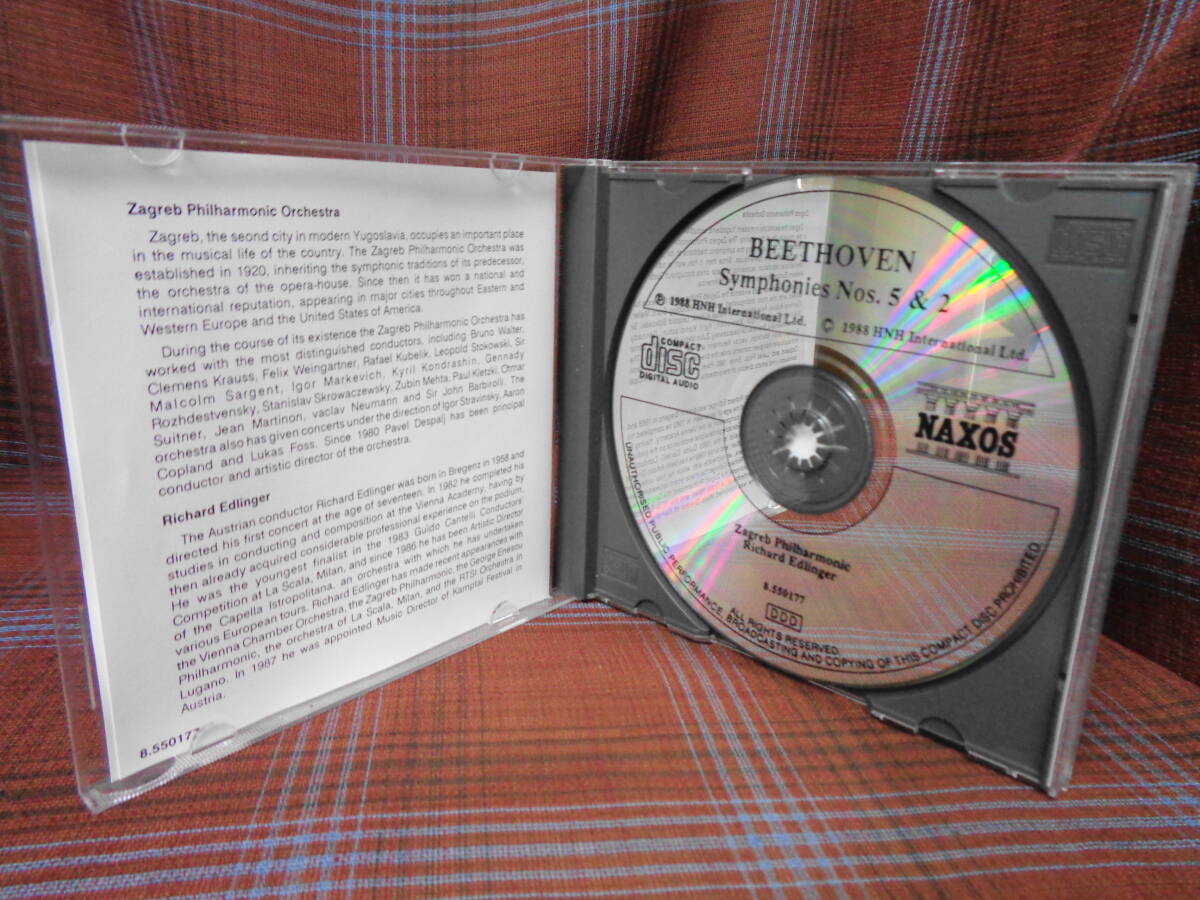 Zagreb Philharmonic Orchestra
Zagreb, the seond city in modern Yugoslavia, occupies an important place
in the musical life of the country. The Zagreb Philharmonic Orchestra was
established in 1920, inheriting the symphonic traditions of its predecessor,
the orchestra of the opera-house. Since then it has won a national and
international reputation, appearing in major cities throughout Eastern and
Western Europe and the United States of America.
During the course of its existence the Zagreb Philharmonic Orchestra has
worked with the most distinguished conductors, including Bruno Walter,
Clemens Krauss, Felix Weingartner, Rafael Kubelik, Leopold Stokowski, Sir
Malcolm Sargent, Igor Markevich, Kyril Kondrashin, Gennady
Rozhdestvensky, Stanislav Skrowaczewsky, Zubin Mehta, Paul Kletzki, Otmar
Suitner, Jean Martinon, vaclav Neumann and Sir John Barbirolli. The
orchestra also has given concerts under the direction of Igor Stravinsky, Aaron
Copland and Lukas Foss. Since 1980 Pavel Despalj has been principal
conductor and artistic director of the orchestra.
Richard Edlinger
The Austrian conductor Richard Edlinger was born in Bregenz in 1958 and
directed his first concert at the age of seventeen. In 1982 he completed his
studies in conducting and composition at the Vienna Academy, having by
then already acquired considerable professional experience on the podium.
He was the youngest finalist in the 1983 Guido Cantelli Conductors'
Competition at La Scala, Milan, and since 1986 he has been Artistic Director
of the Capella Istropolitana, an orchestra with which he has undertaken
various European tours. Richard Edlinger has made recent appearances with
the Vienna Chamber Orchestra, the Zagreb Philharmonic, the George Enescu
Philharmonic, the orchestra of La Scala, Milan, and the RTSI Orchestra in
Lugano. In 1987 he was appointed Music Director of Kamptal Festival in
Austria.
8.550177
BEETHOVEN
Symphonies Nos. 5 & 2
℗ 1988 HNH International Ltd. © 1988 HNH International Ltd.
COMPACT
disc
DIGITAL AUDIO
NAXOS
Zagreb Philharmonic
Richard Edlinger
8.550177
DDD
ALL RIGHTS RESERVED.
UNAUTHORISED PUBLIC PERFORMANCE, BROADCASTING AND COPYING OF THIS COMPACT DISC PROHIBITED